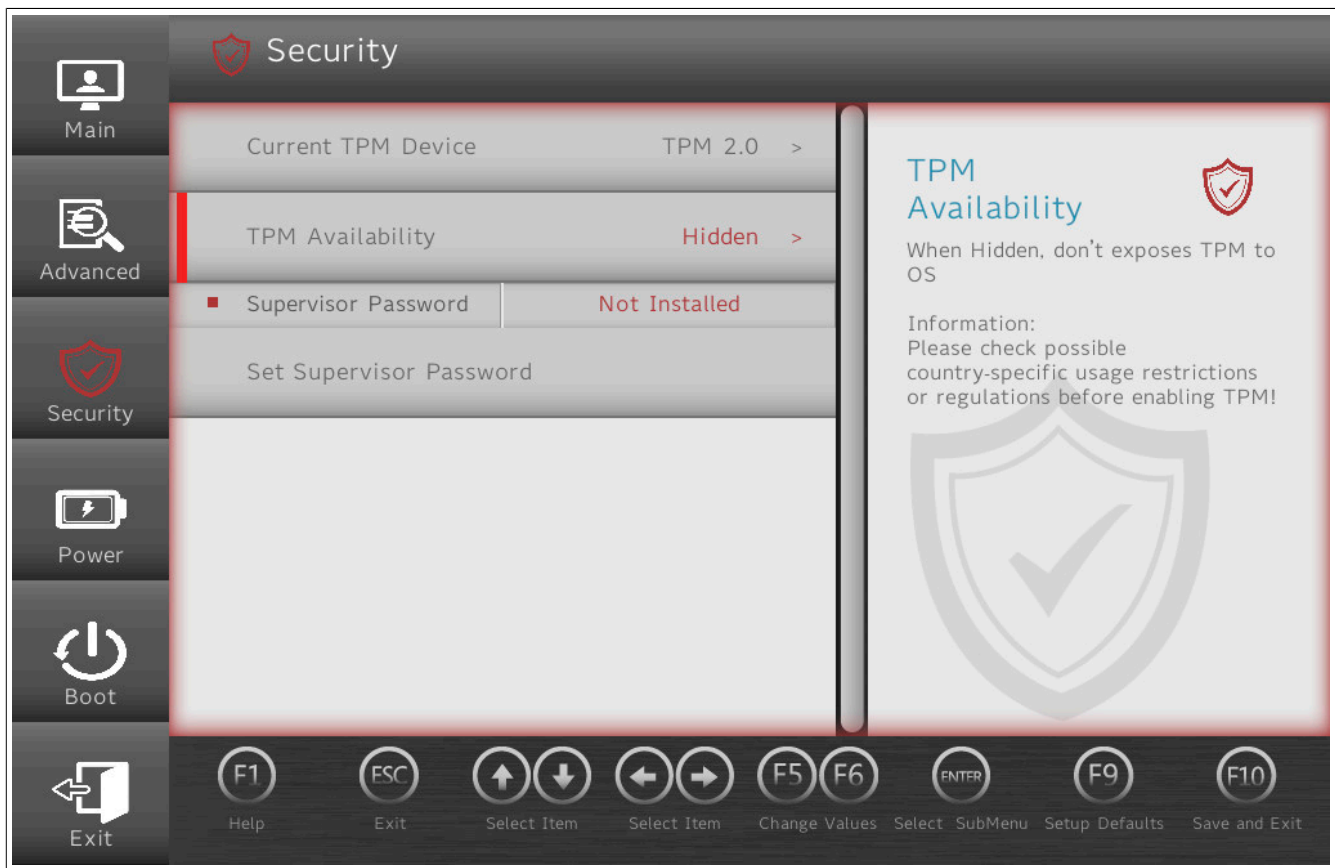 Security
Main
Advanced
Security
Power
Boot
Exit
Current TPM Device TPM 2.0 >
TPM Availability Hidden >
Supervisor Password Not Installed
Set Supervisor Password
TPM
Availability
When Hidden, don't exposes TPM to
OS
Information:
Please check possible
country-specific usage restrictions
or regulations before enabling TPM!
F1 ESC F5 F6 ENTER F9 F10
Help Exit Select Item Select Item Change Values Select SubMenu Setup Defaults Save and Exit